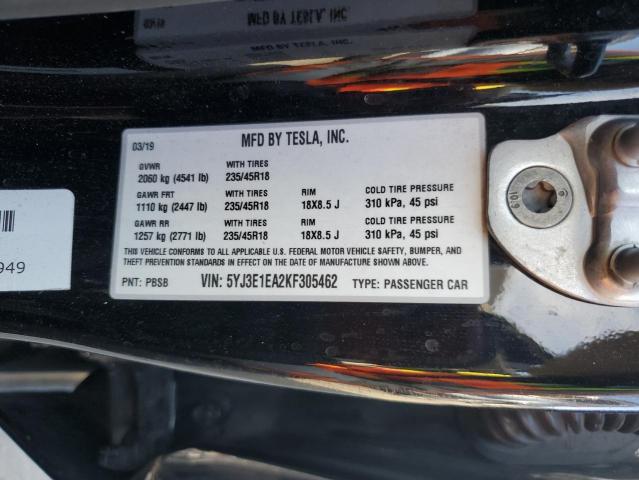 03/19 MFD BY TESLA, INC.
GVWR WITH TIRES
2060 kg (4541 lb) 235/45R18
GAWR FRT WITH TIRES RIM COLD TIRE PRESSURE
1110 kg (2447 lb) 235/45R18 18X8.5 J 310 kPa, 45 psi
GAWR RR WITH TIRES RIM COLD TIRE PRESSURE
1257 kg (2771 lb) 235/45R18 18X8.5 J 310 kPa, 45 psi
THIS VEHICLE CONFORMS TO ALL APPLICABLE U.S. FEDERAL MOTOR VEHICLE SAFETY, BUMPER, AND
THEFT PREVENTION STANDARDS IN EFFECT ON THE DATE OF MANUFACTURE SHOWN ABOVE.
PNT: PBSB VIN: 5YJ3E1EA2KF305462 TYPE: PASSENGER CAR
949
10.9